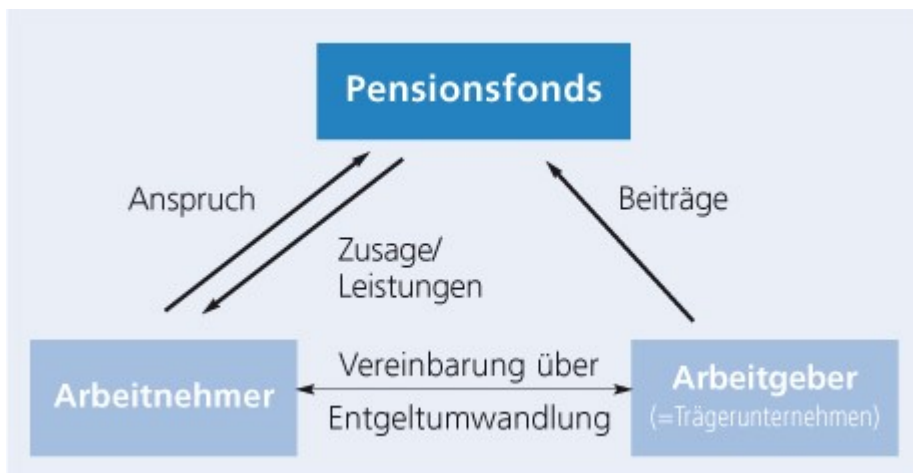 Pensionsfonds
Anspruch
Beiträge
Zusage/
Leistungen
Arbeitnehmer
Vereinbarung über
Entgeltumwandlung
Arbeitgeber
(=Trägerunternehmen)